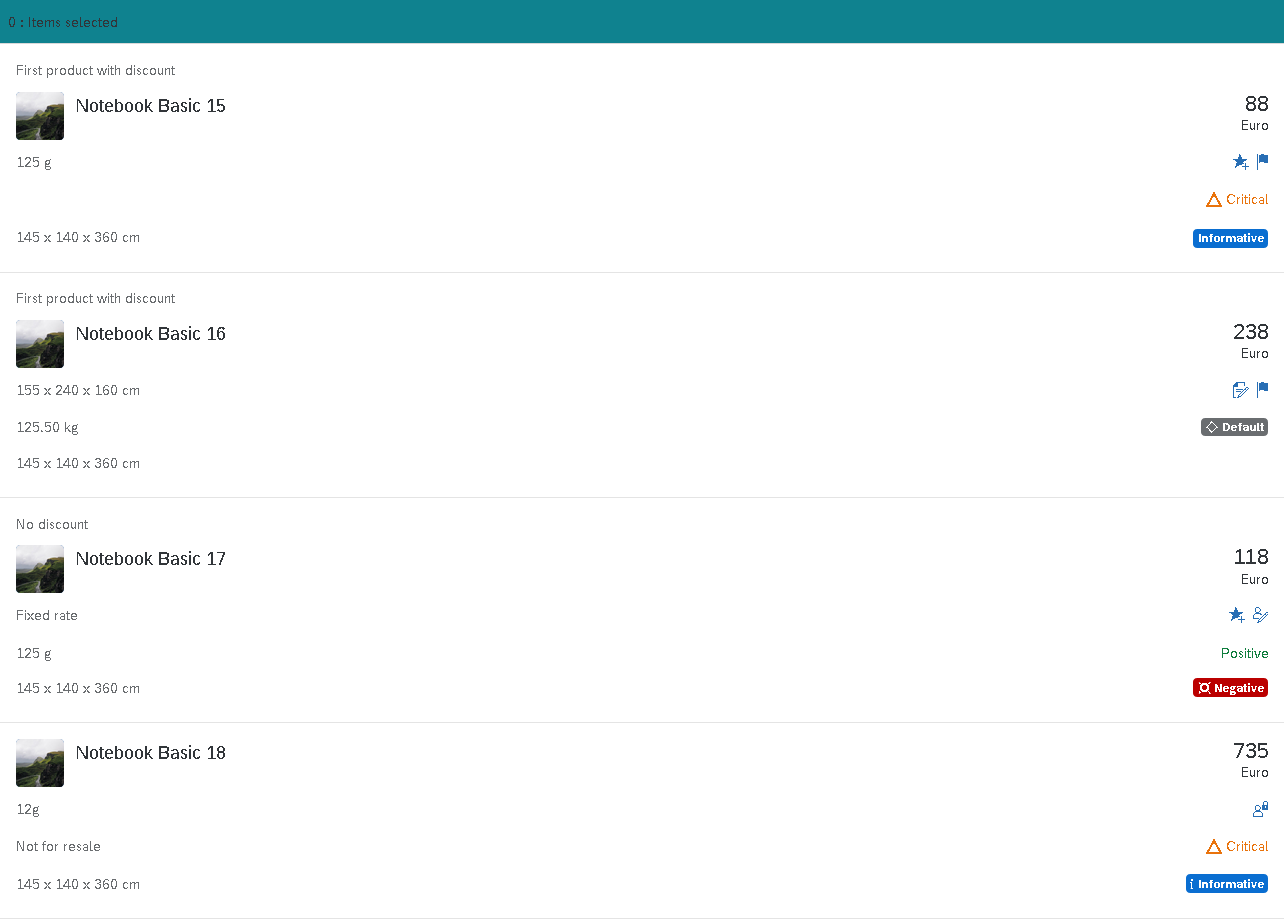 0 : Items selected
First product with discount
Notebook Basic 15
88
Euro
125 g
Critical
145 x 140 x 360 cm
Informative
First product with discount
Notebook Basic 16
238
Euro
155 x 240 x 160 cm
125.50 kg
Default
145 x 140 x 360 cm
No discount
Notebook Basic 17
118
Euro
Fixed rate
125 g
Positive
145 x 140 x 360 cm
Negative
Notebook Basic 18
735
Euro
12g
Not for resale
Critical
145 x 140 x 360 cm
Informative